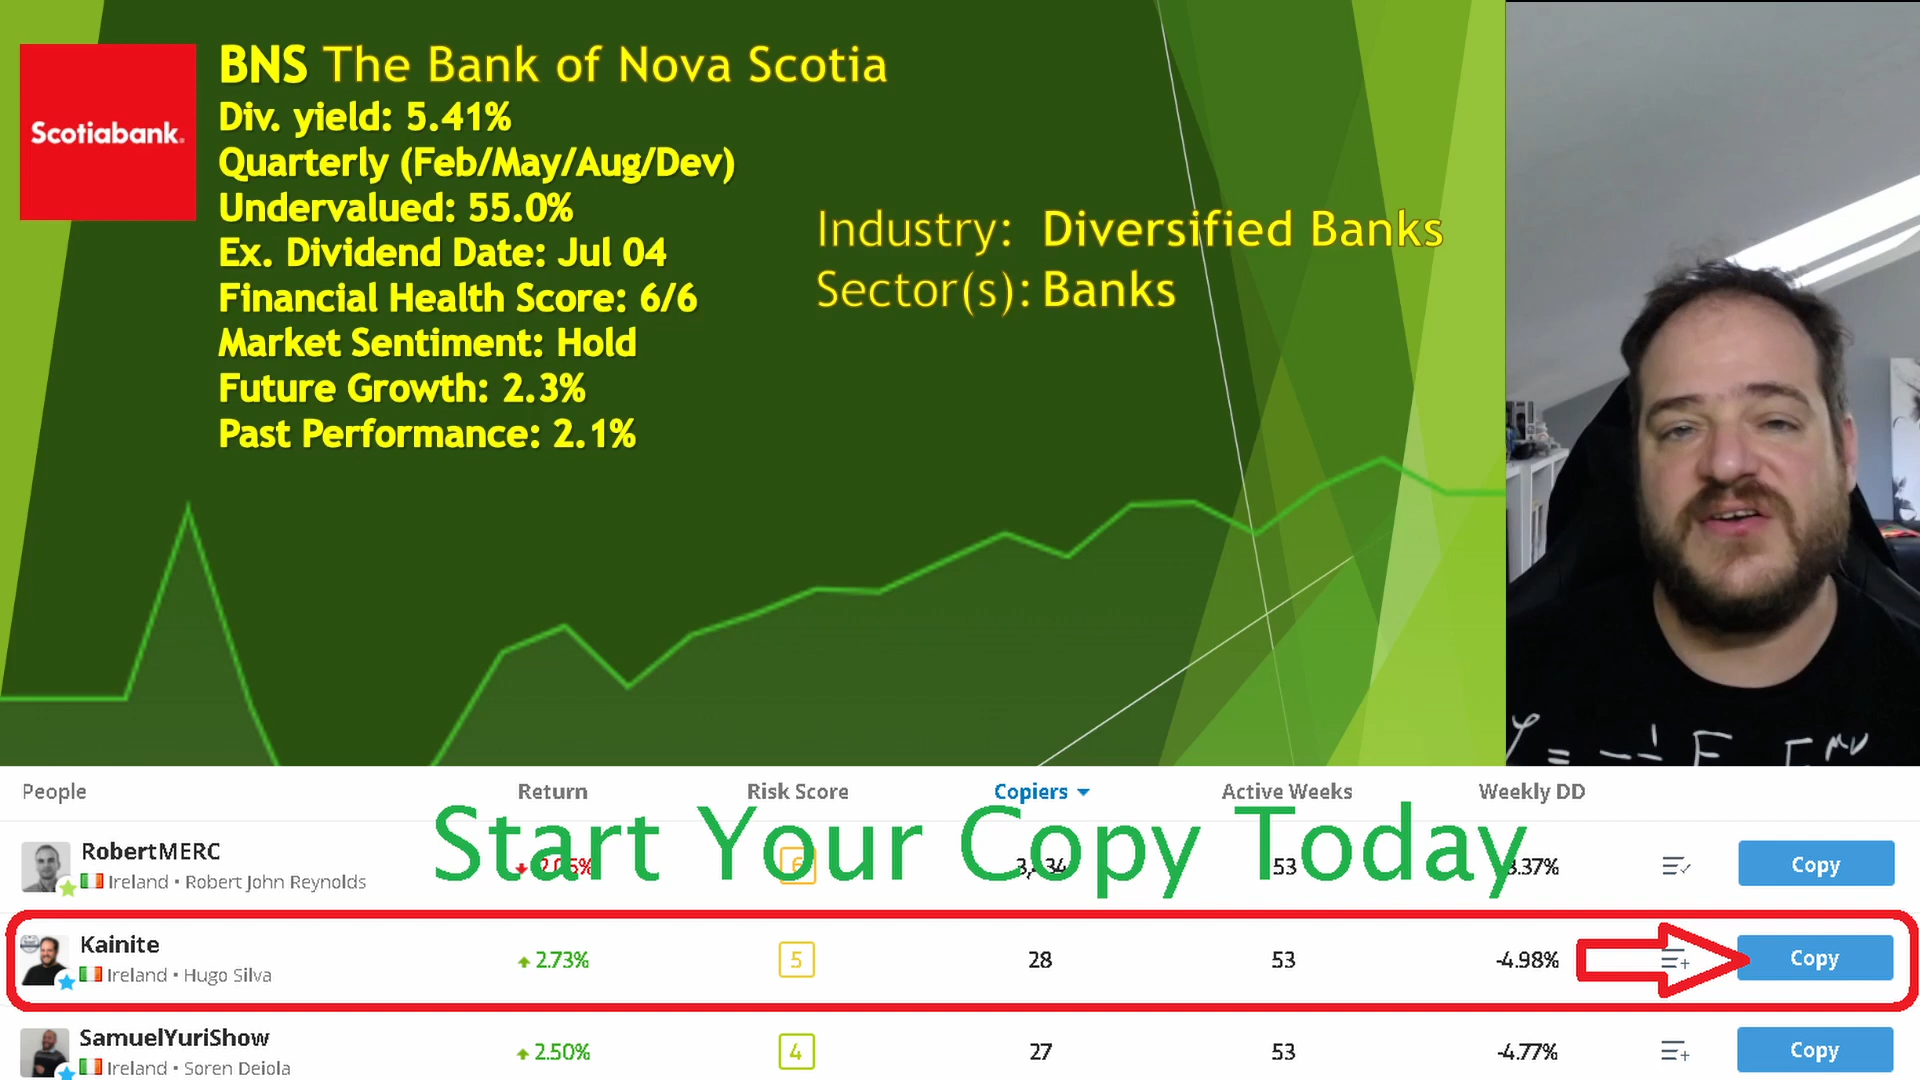 BNS The Bank of Nova Scotia
Scotiabank.
Div. yield: 5.41%
Quarterly (Feb/May/Aug/Dev)
Undervalued: 55.0%
Ex. Dividend Date: Jul 04
Financial Health Score: 6/6
Market Sentiment: Hold
Future Growth: 2.3%
Past Performance: 2.1%
Industry: Diversified Banks
Sector(s): Banks
People Return Risk Score Copiers Active Weeks Weekly DD
Start Your Copy Today
RobertMERC
Ireland • Robert John Reynolds
53
Copy
Kainite
Ireland • Hugo Silva
2.73% 5 28 53 -4.98% Copy
SamuelYuriShow
Ireland • Soren Deiola
2.50% 4 27 53 -4.77% Copy